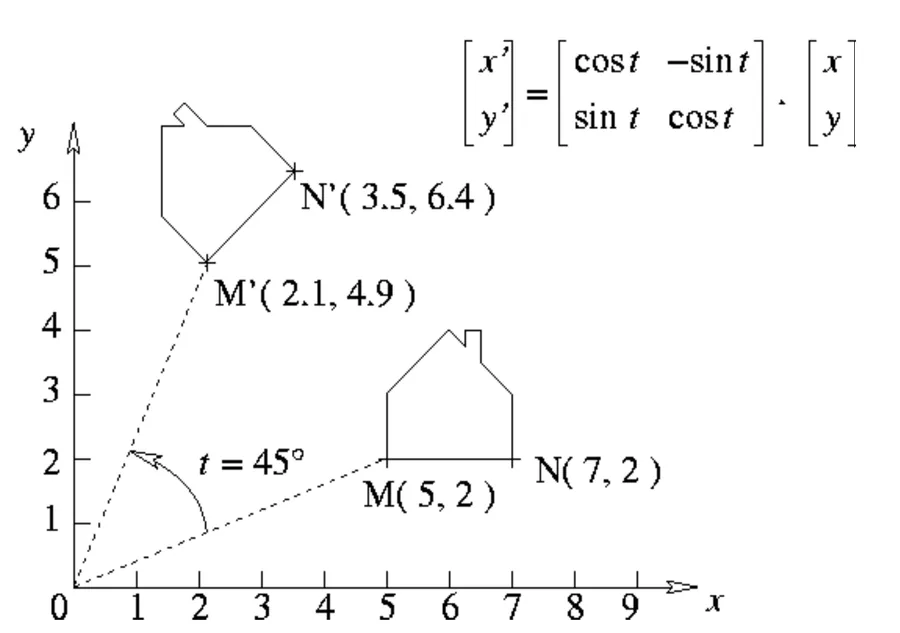 [x'] = [cos t −sin t] · [x]
[y'] = [sin t cos t] · [y]
y
6
N'( 3.5, 6.4 )
5
M'( 2.1, 4.9 )
4
3
2
t = 45°
N( 7, 2 )
M( 5, 2 )
1
0 1 2 3 4 5 6 7 8 9 x